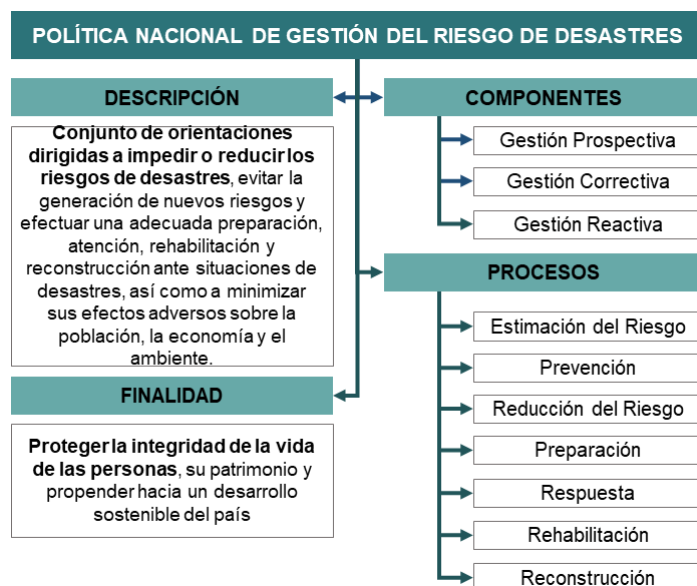 POLÍTICA NACIONAL DE GESTIÓN DEL RIESGO DE DESASTRES
DESCRIPCIÓN
Conjunto de orientaciones
dirigidas a impedir o reducir los
riesgos de desastres, evitar la
generación de nuevos riesgos y
efectuar una adecuada preparación,
atención, rehabilitación y
reconstrucción ante situaciones de
desastres, así como a minimizar
sus efectos adversos sobre la
población, la economía y el
ambiente.
FINALIDAD
Proteger la integridad de la vida
de las personas, su patrimonio y
propender hacia un desarrollo
sostenible del país
COMPONENTES
Gestión Prospectiva
Gestión Correctiva
Gestión Reactiva
PROCESOS
Estimación del Riesgo
Prevención
Reducción del Riesgo
Preparación
Respuesta
Rehabilitación
Reconstrucción